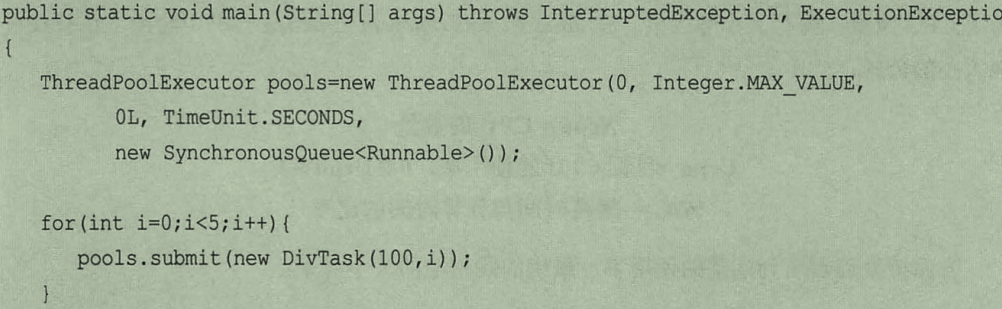 public static void main(String[] args) throws InterruptedException, ExecutionExceptio
{
ThreadPoolExecutor pools=new ThreadPoolExecutor(0, Integer.MAX_VALUE,
0L, TimeUnit.SECONDS,
new SynchronousQueue<Runnable>());
for(int i=0;i<5;i++){
pools.submit(new DivTask(100,i));
}